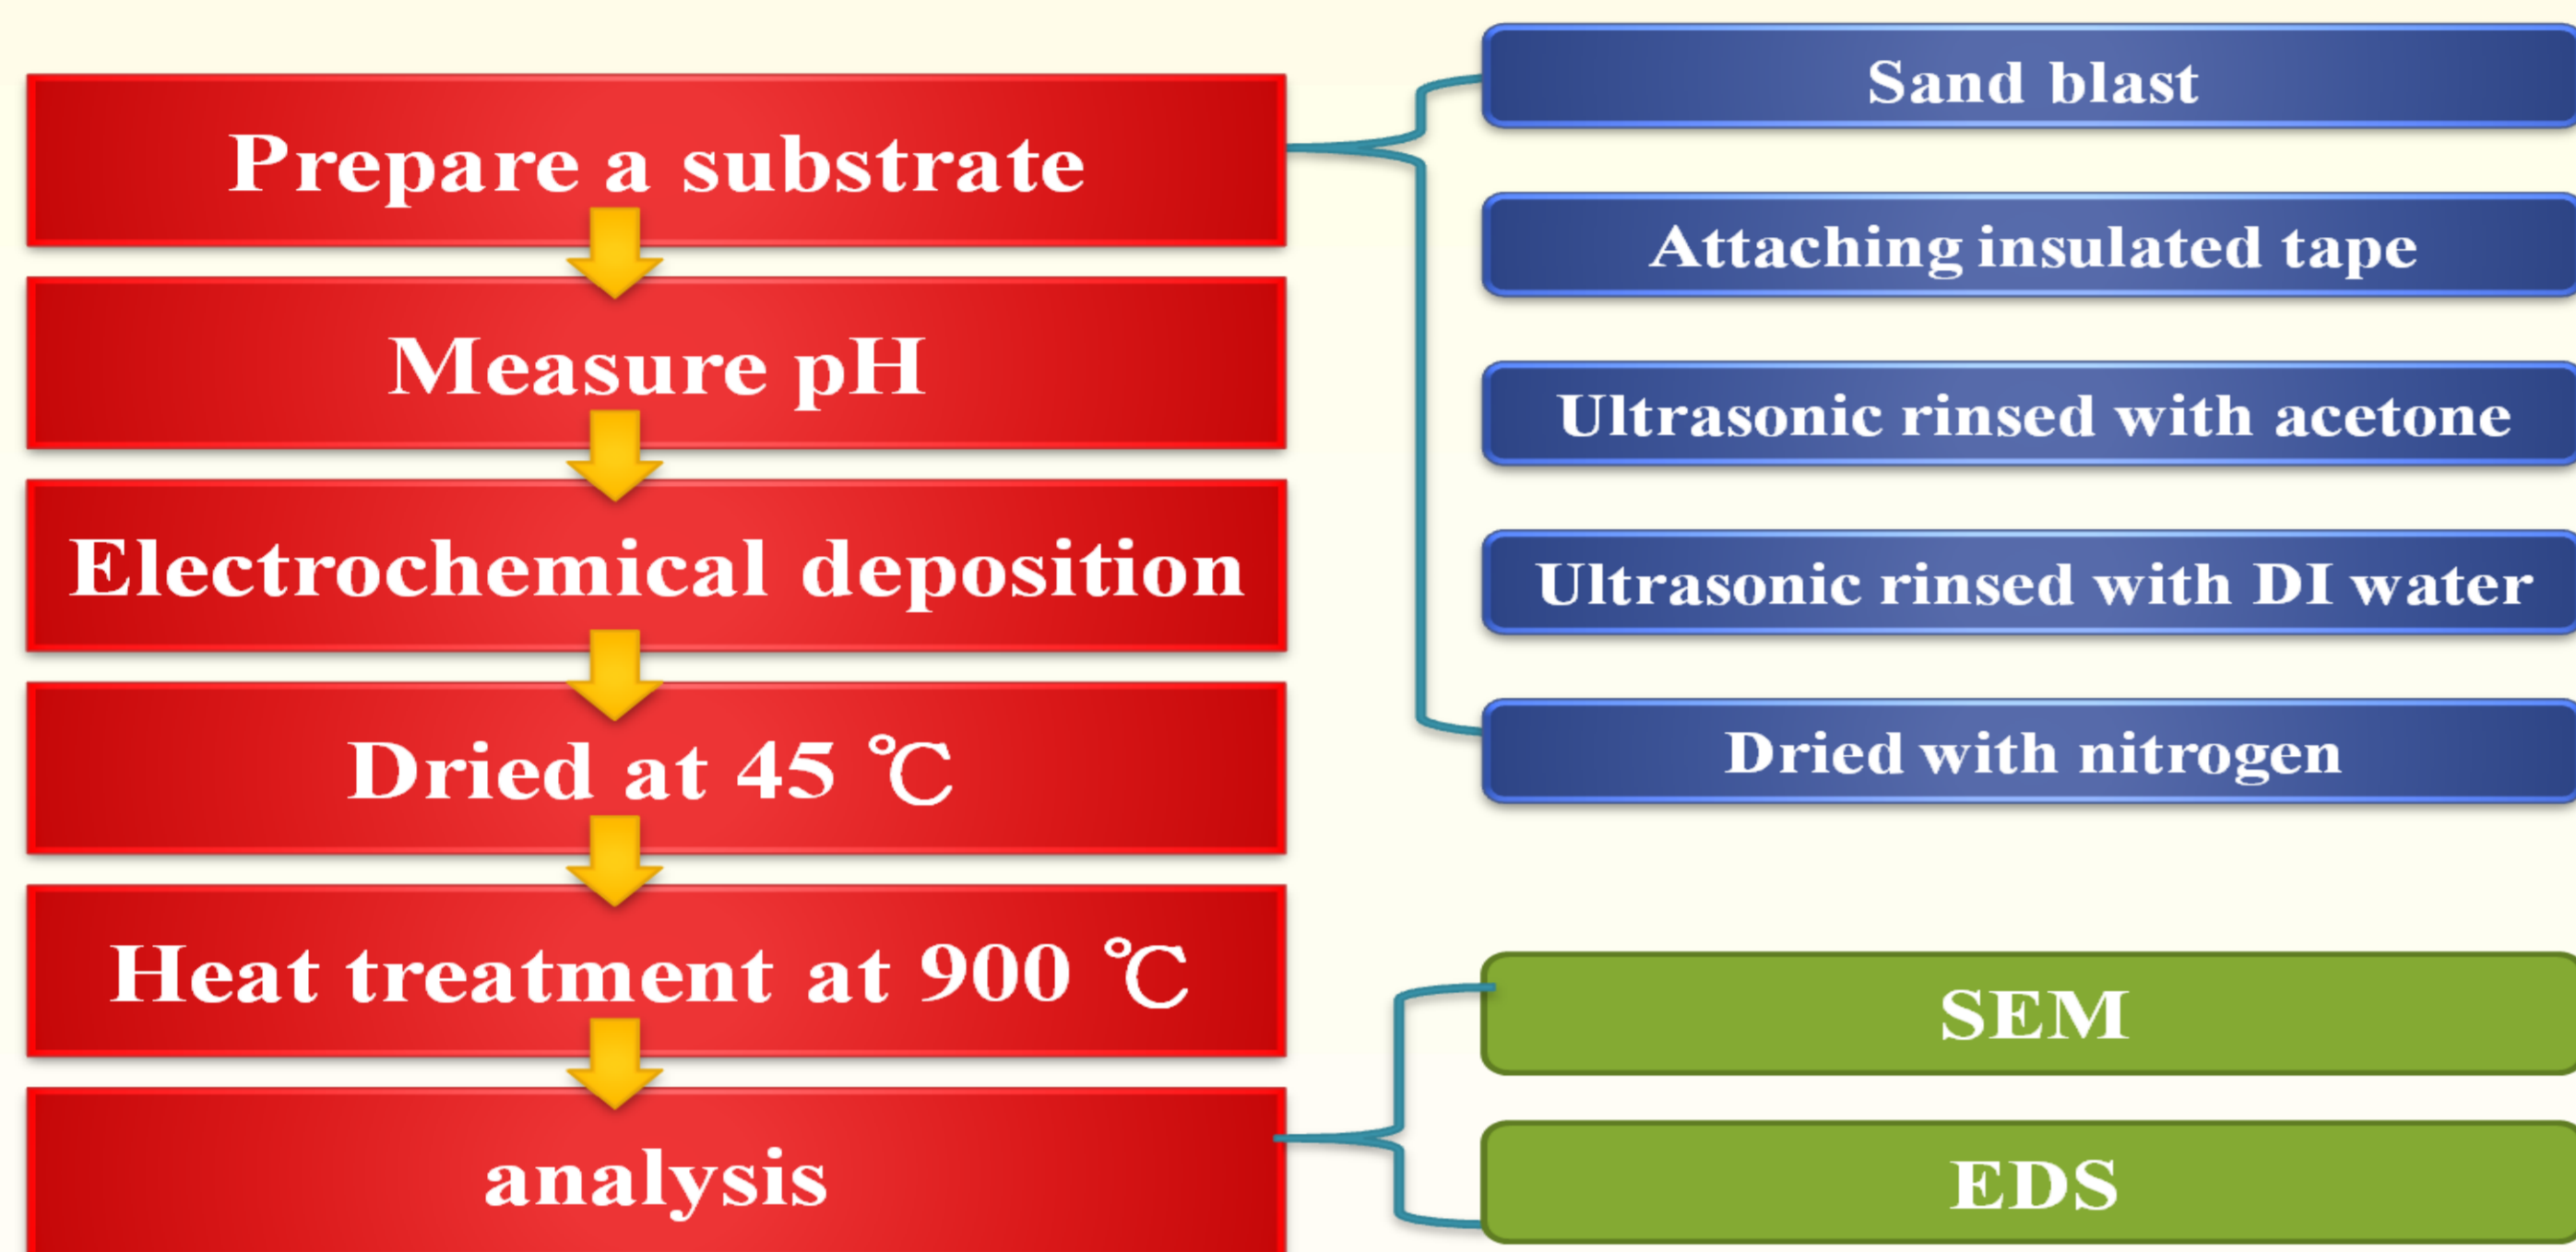 Prepare a substrate
Measure pH
Electrochemical deposition
Dried at 45 ℃
Heat treatment at 900 ℃
analysis
Sand blast
Attaching insulated tape
Ultrasonic rinsed with acetone
Ultrasonic rinsed with DI water
Dried with nitrogen
SEM
EDS